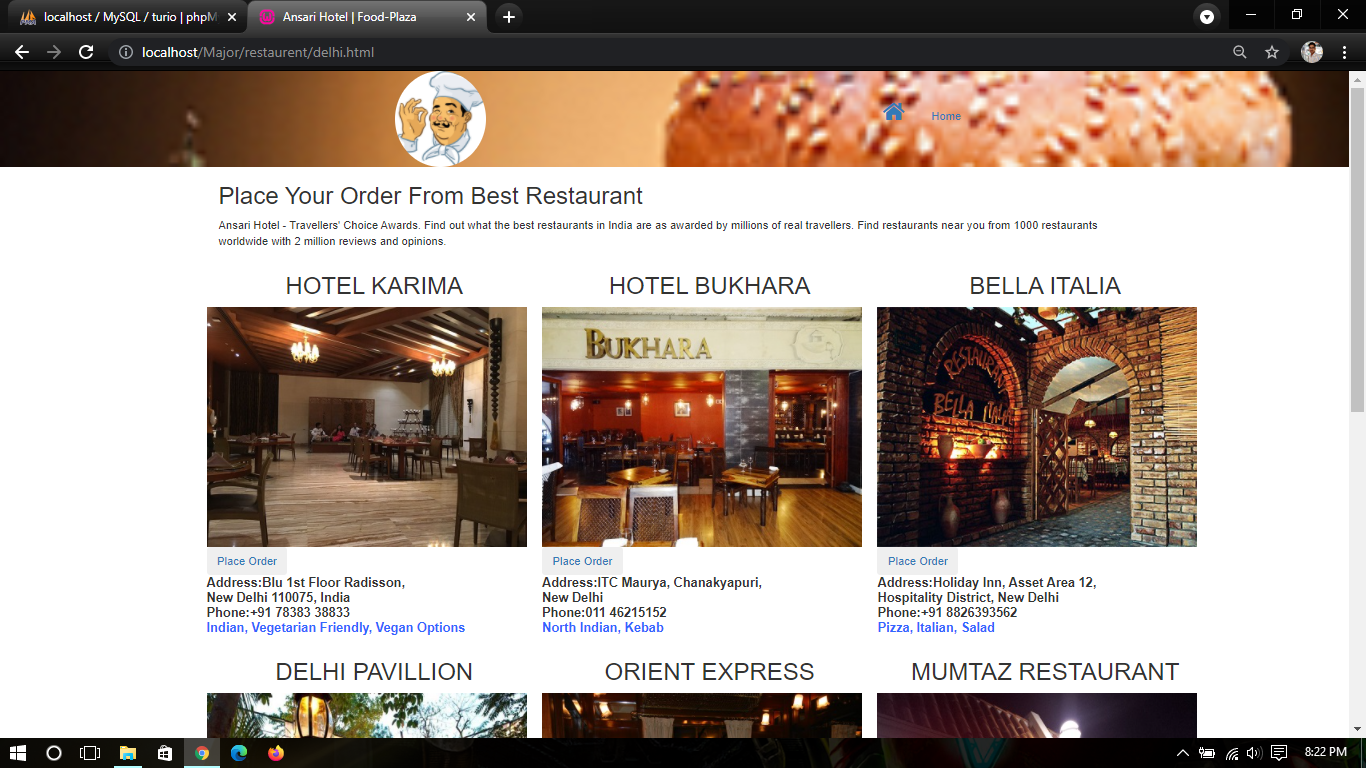 localhost / MySQL / turio | phpM
Ansari Hotel | Food-Plaza
localhost/Major/restaurent/delhi.html
Home
Place Your Order From Best Restaurant
Ansari Hotel - Travellers' Choice Awards. Find out what the best restaurants in India are as awarded by millions of real travellers. Find restaurants near you from 1000 restaurants
worldwide with 2 million reviews and opinions.
HOTEL KARIMA
HOTEL BUKHARA
BELLA ITALIA
BUKHARA
RESTAURANT
BELLA ITALIA
Place Order
Address:Blu 1st Floor Radisson,
New Delhi 110075, India
Phone:+91 78383 38833
Indian, Vegetarian Friendly, Vegan Options
Place Order
Address:ITC Maurya, Chanakyapuri,
New Delhi
Phone:011 46215152
North Indian, Kebab
Place Order
Address:Holiday Inn, Asset Area 12,
Hospitality District, New Delhi
Phone:+91 8826393562
Pizza, Italian, Salad
DELHI PAVILLION
ORIENT EXPRESS
MUMTAZ RESTAURANT
8:22 PM